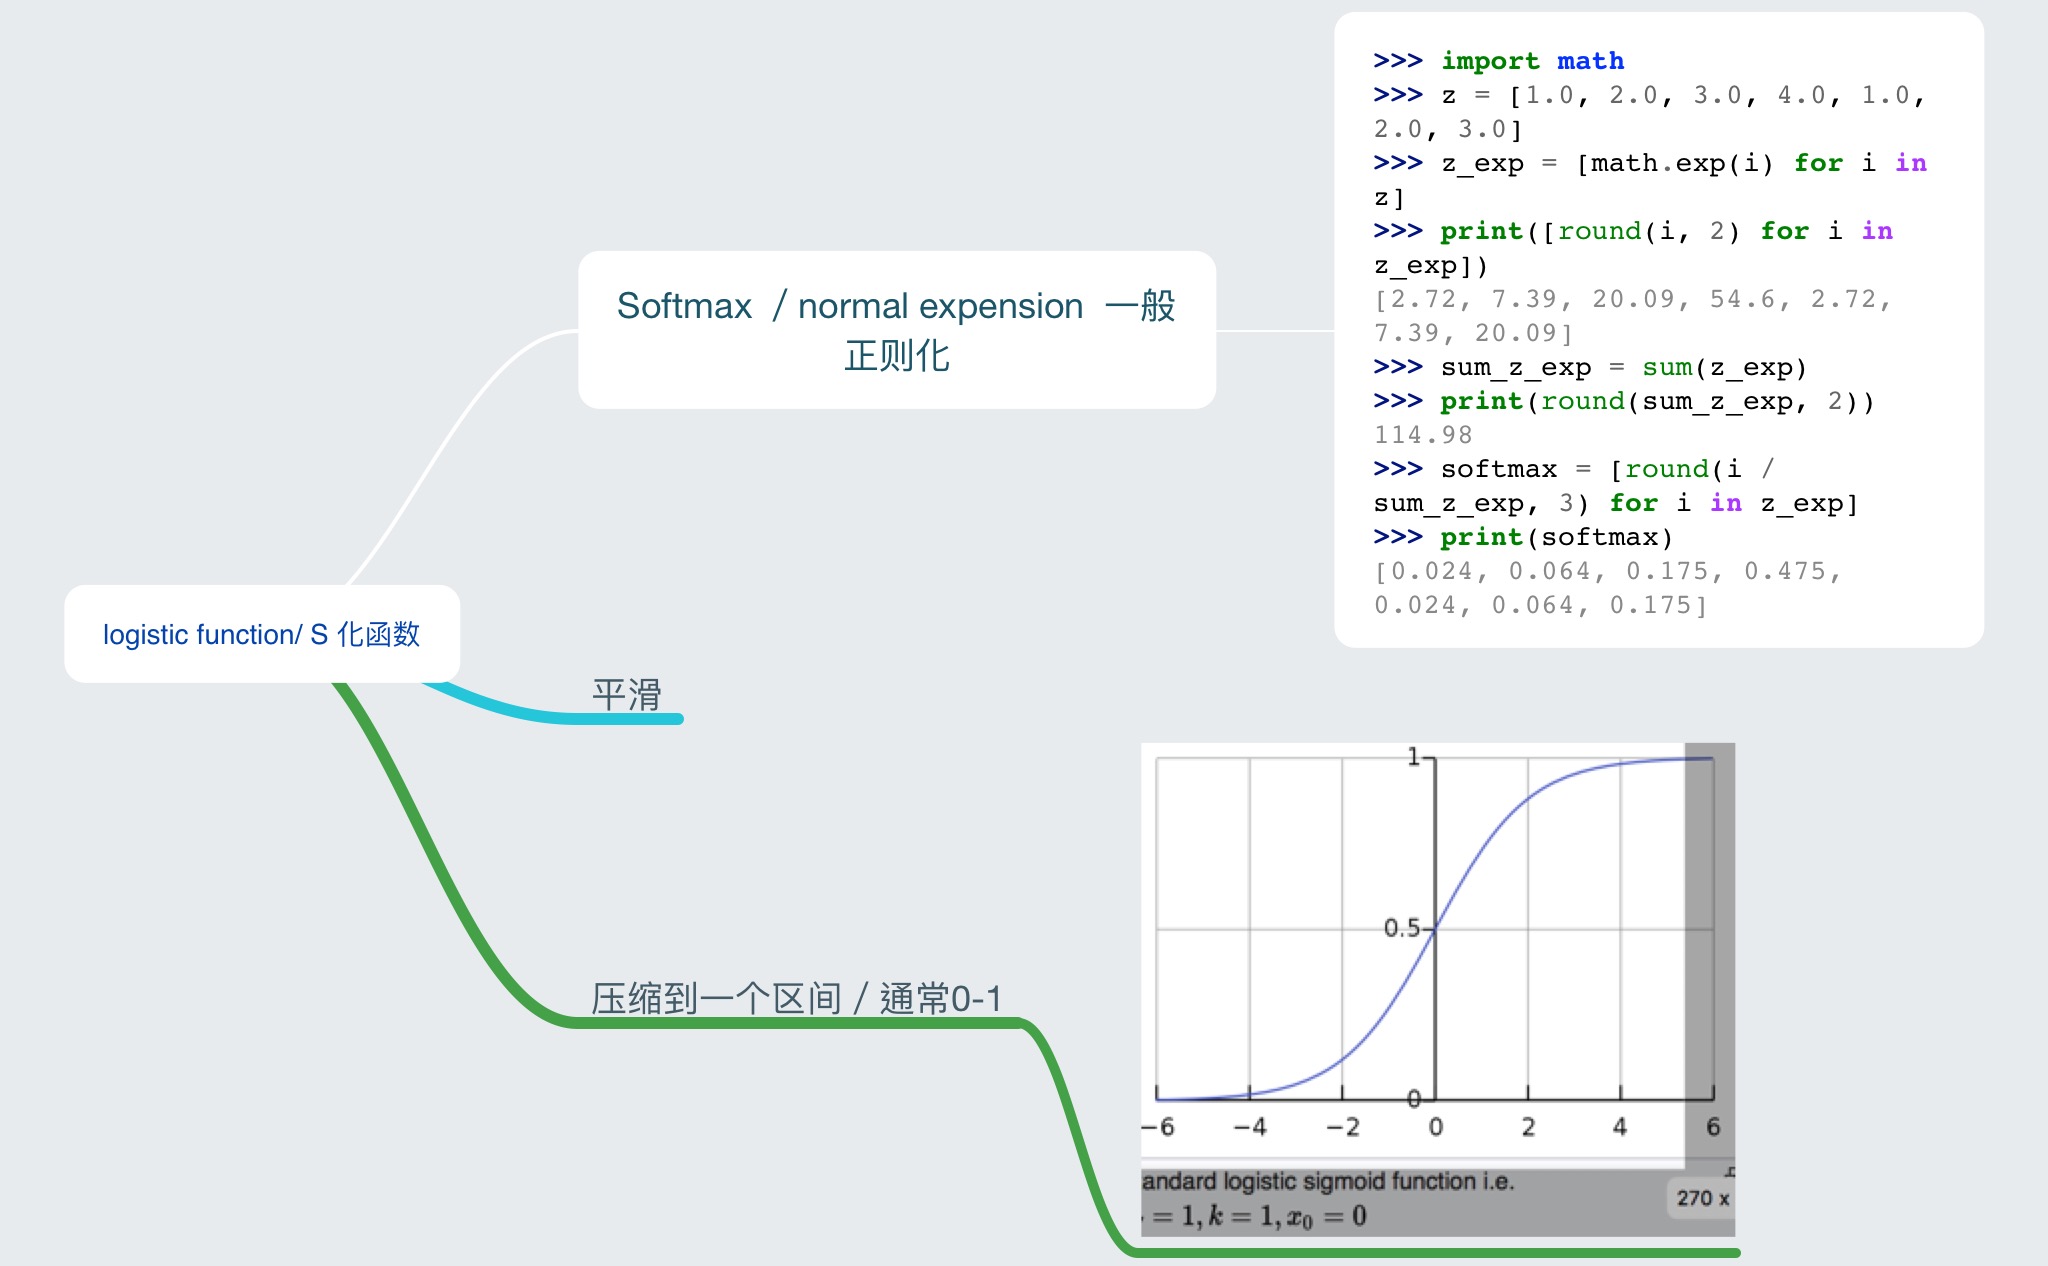 logistic function/ S 化函数
Softmax / normal expension 一般
正则化
>>> import math
>>> z = [1.0, 2.0, 3.0, 4.0, 1.0,
2.0, 3.0]
>>> z_exp = [math.exp(i) for i in
z]
>>> print([round(i, 2) for i in
z_exp])
[2.72, 7.39, 20.09, 54.6, 2.72,
7.39, 20.09]
>>> sum_z_exp = sum(z_exp)
>>> print(round(sum_z_exp, 2))
114.98
>>> softmax = [round(i /
sum_z_exp, 3) for i in z_exp]
>>> print(softmax)
[0.024, 0.064, 0.175, 0.475,
0.024, 0.064, 0.175]
平滑
压缩到一个区间 / 通常0-1
1
0.5
0
−6 −4 −2 0 2 4 6
andard logistic sigmoid function i.e.
= 1, k = 1, x₀ = 0
270 x